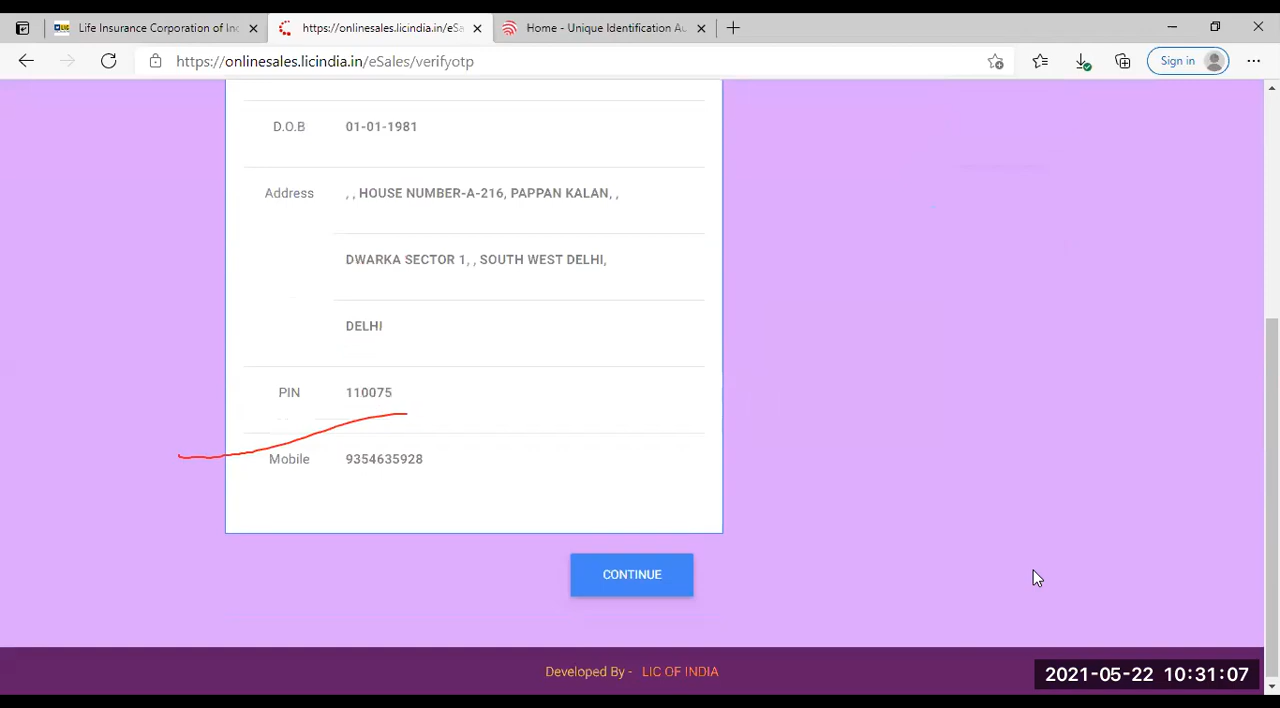 Life Insurance Corporation of Inc
https://onlinesales.licindia.in/eSa
Home - Unique Identification Au
https://onlinesales.licindia.in/eSales/verifyotp
Sign in
D.O.B 01-01-1981
Address , , HOUSE NUMBER-A-216, PAPPAN KALAN, ,
DWARKA SECTOR 1, , SOUTH WEST DELHI,
DELHI
PIN 110075
Mobile 9354635928
CONTINUE
Developed By - LIC OF INDIA
2021-05-22 10:31:07